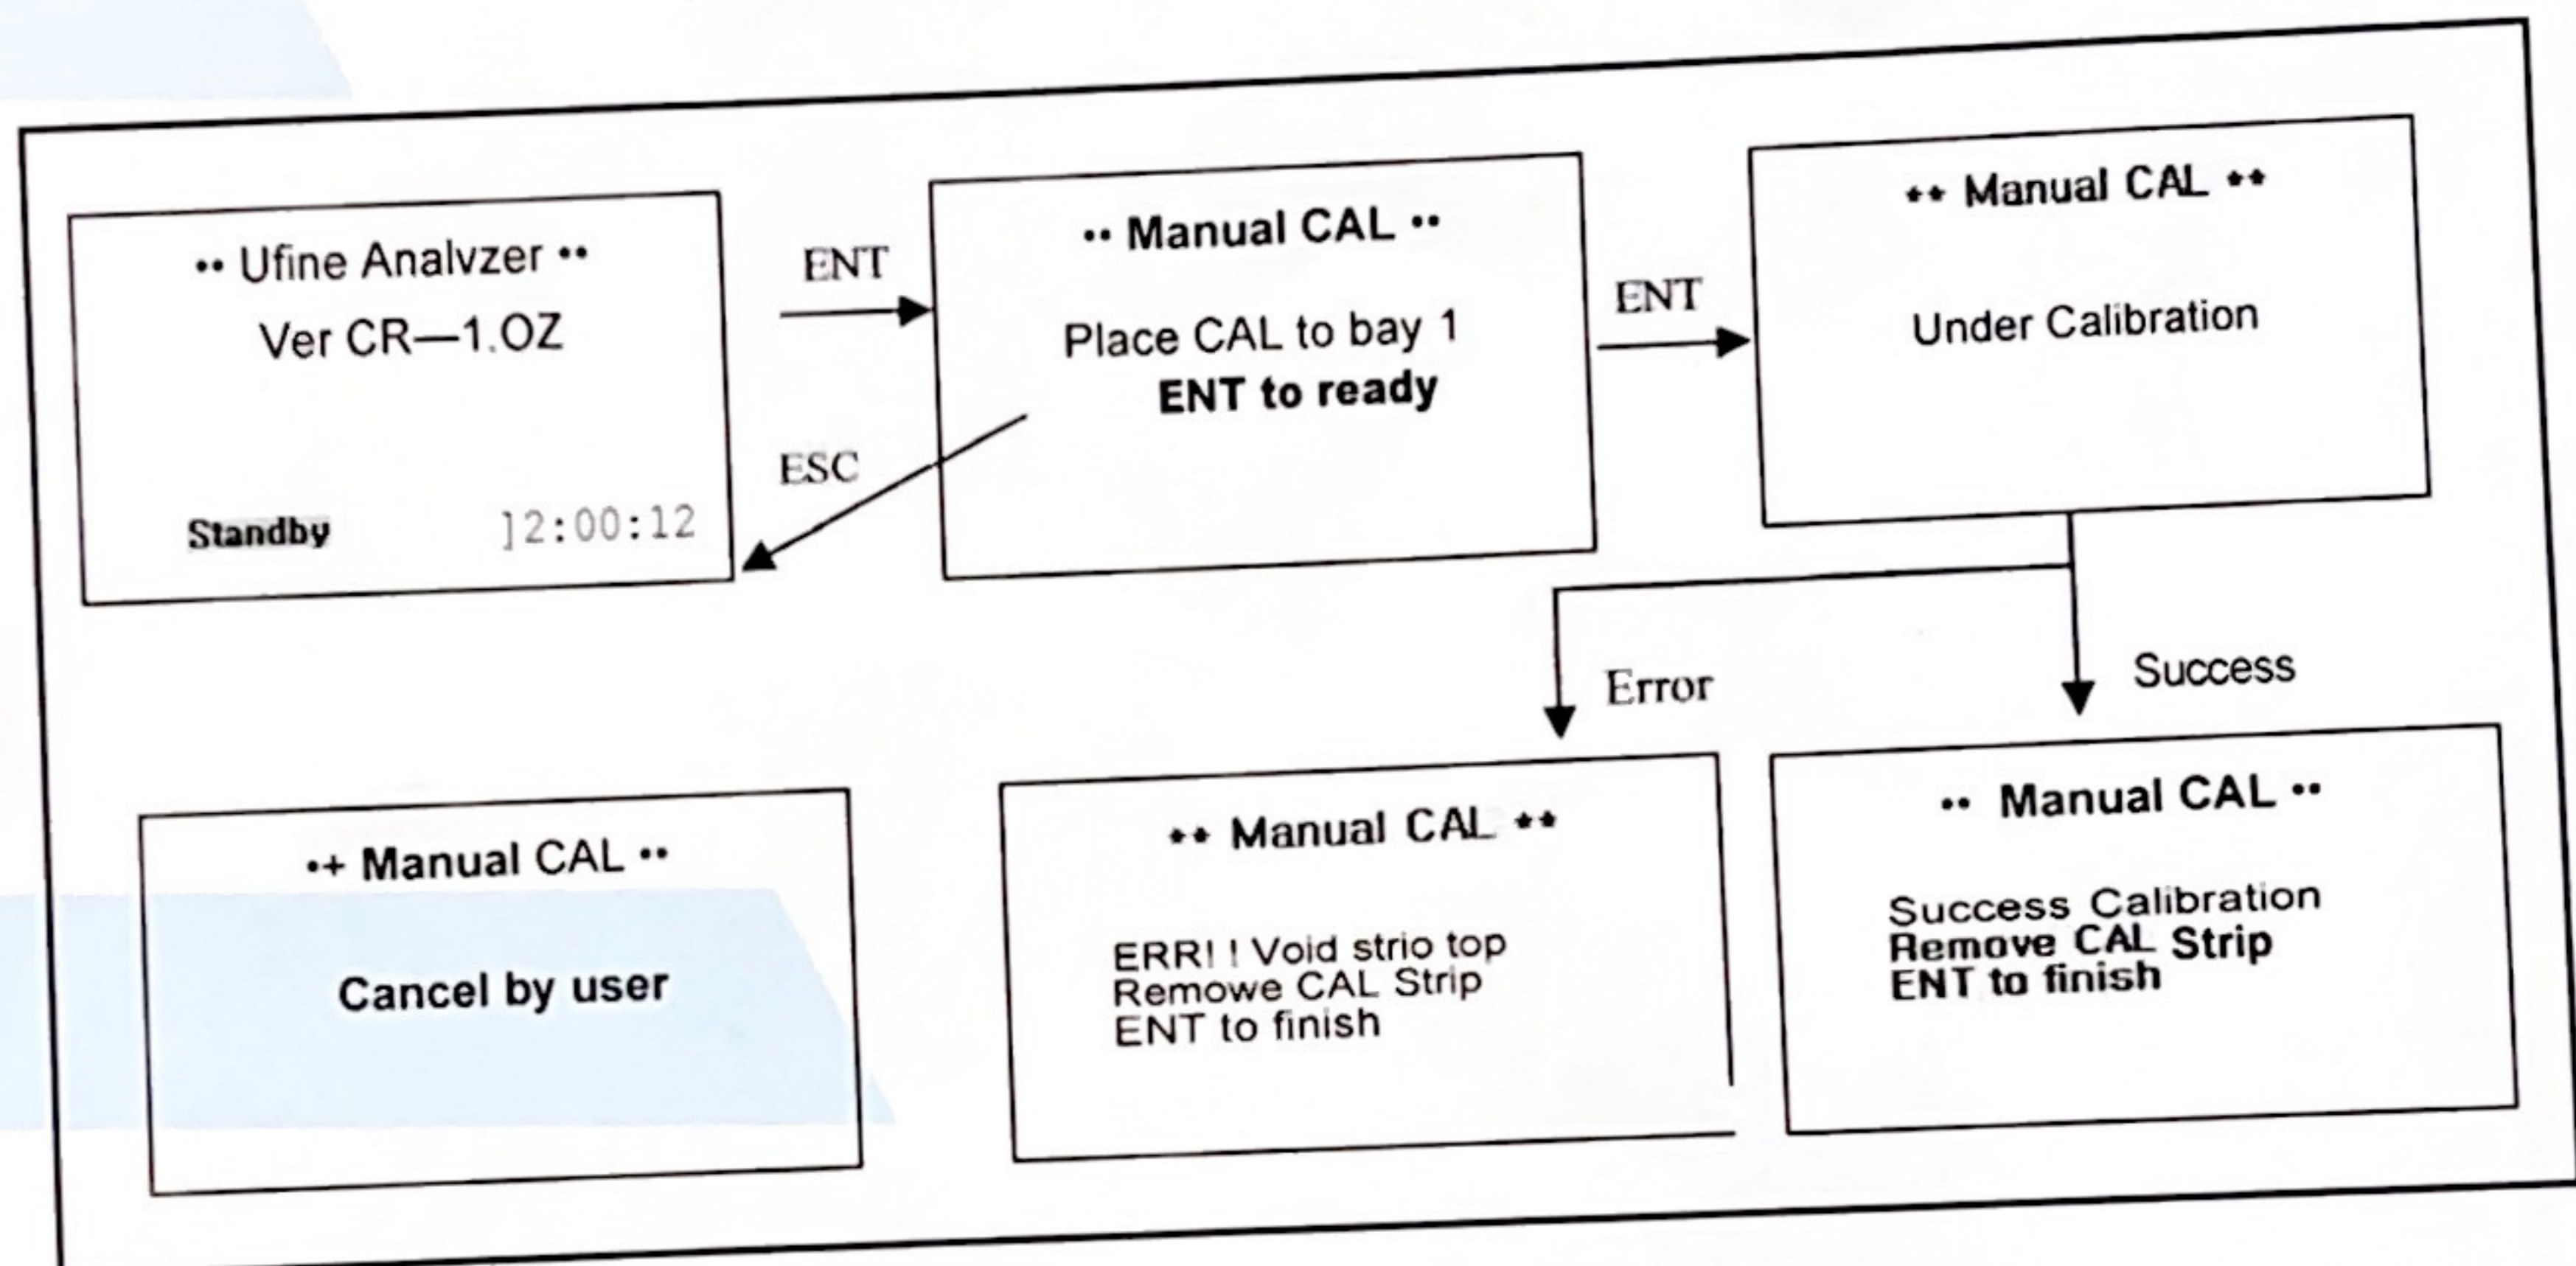 •• Ufine Analvzer ••
Ver CR—1.OZ
Standby ]2:00:12
ENT
ESC
•• Manual CAL ••
Place CAL to bay 1
ENT to ready
ENT
** Manual CAL **
Under Calibration
Error
Success
•+ Manual CAL ••
Cancel by user
** Manual CAL **
ERR! ! Void strio top
Remowe CAL Strip
ENT to finish
•• Manual CAL ••
Success Calibration
Remove CAL Strip
ENT to finish